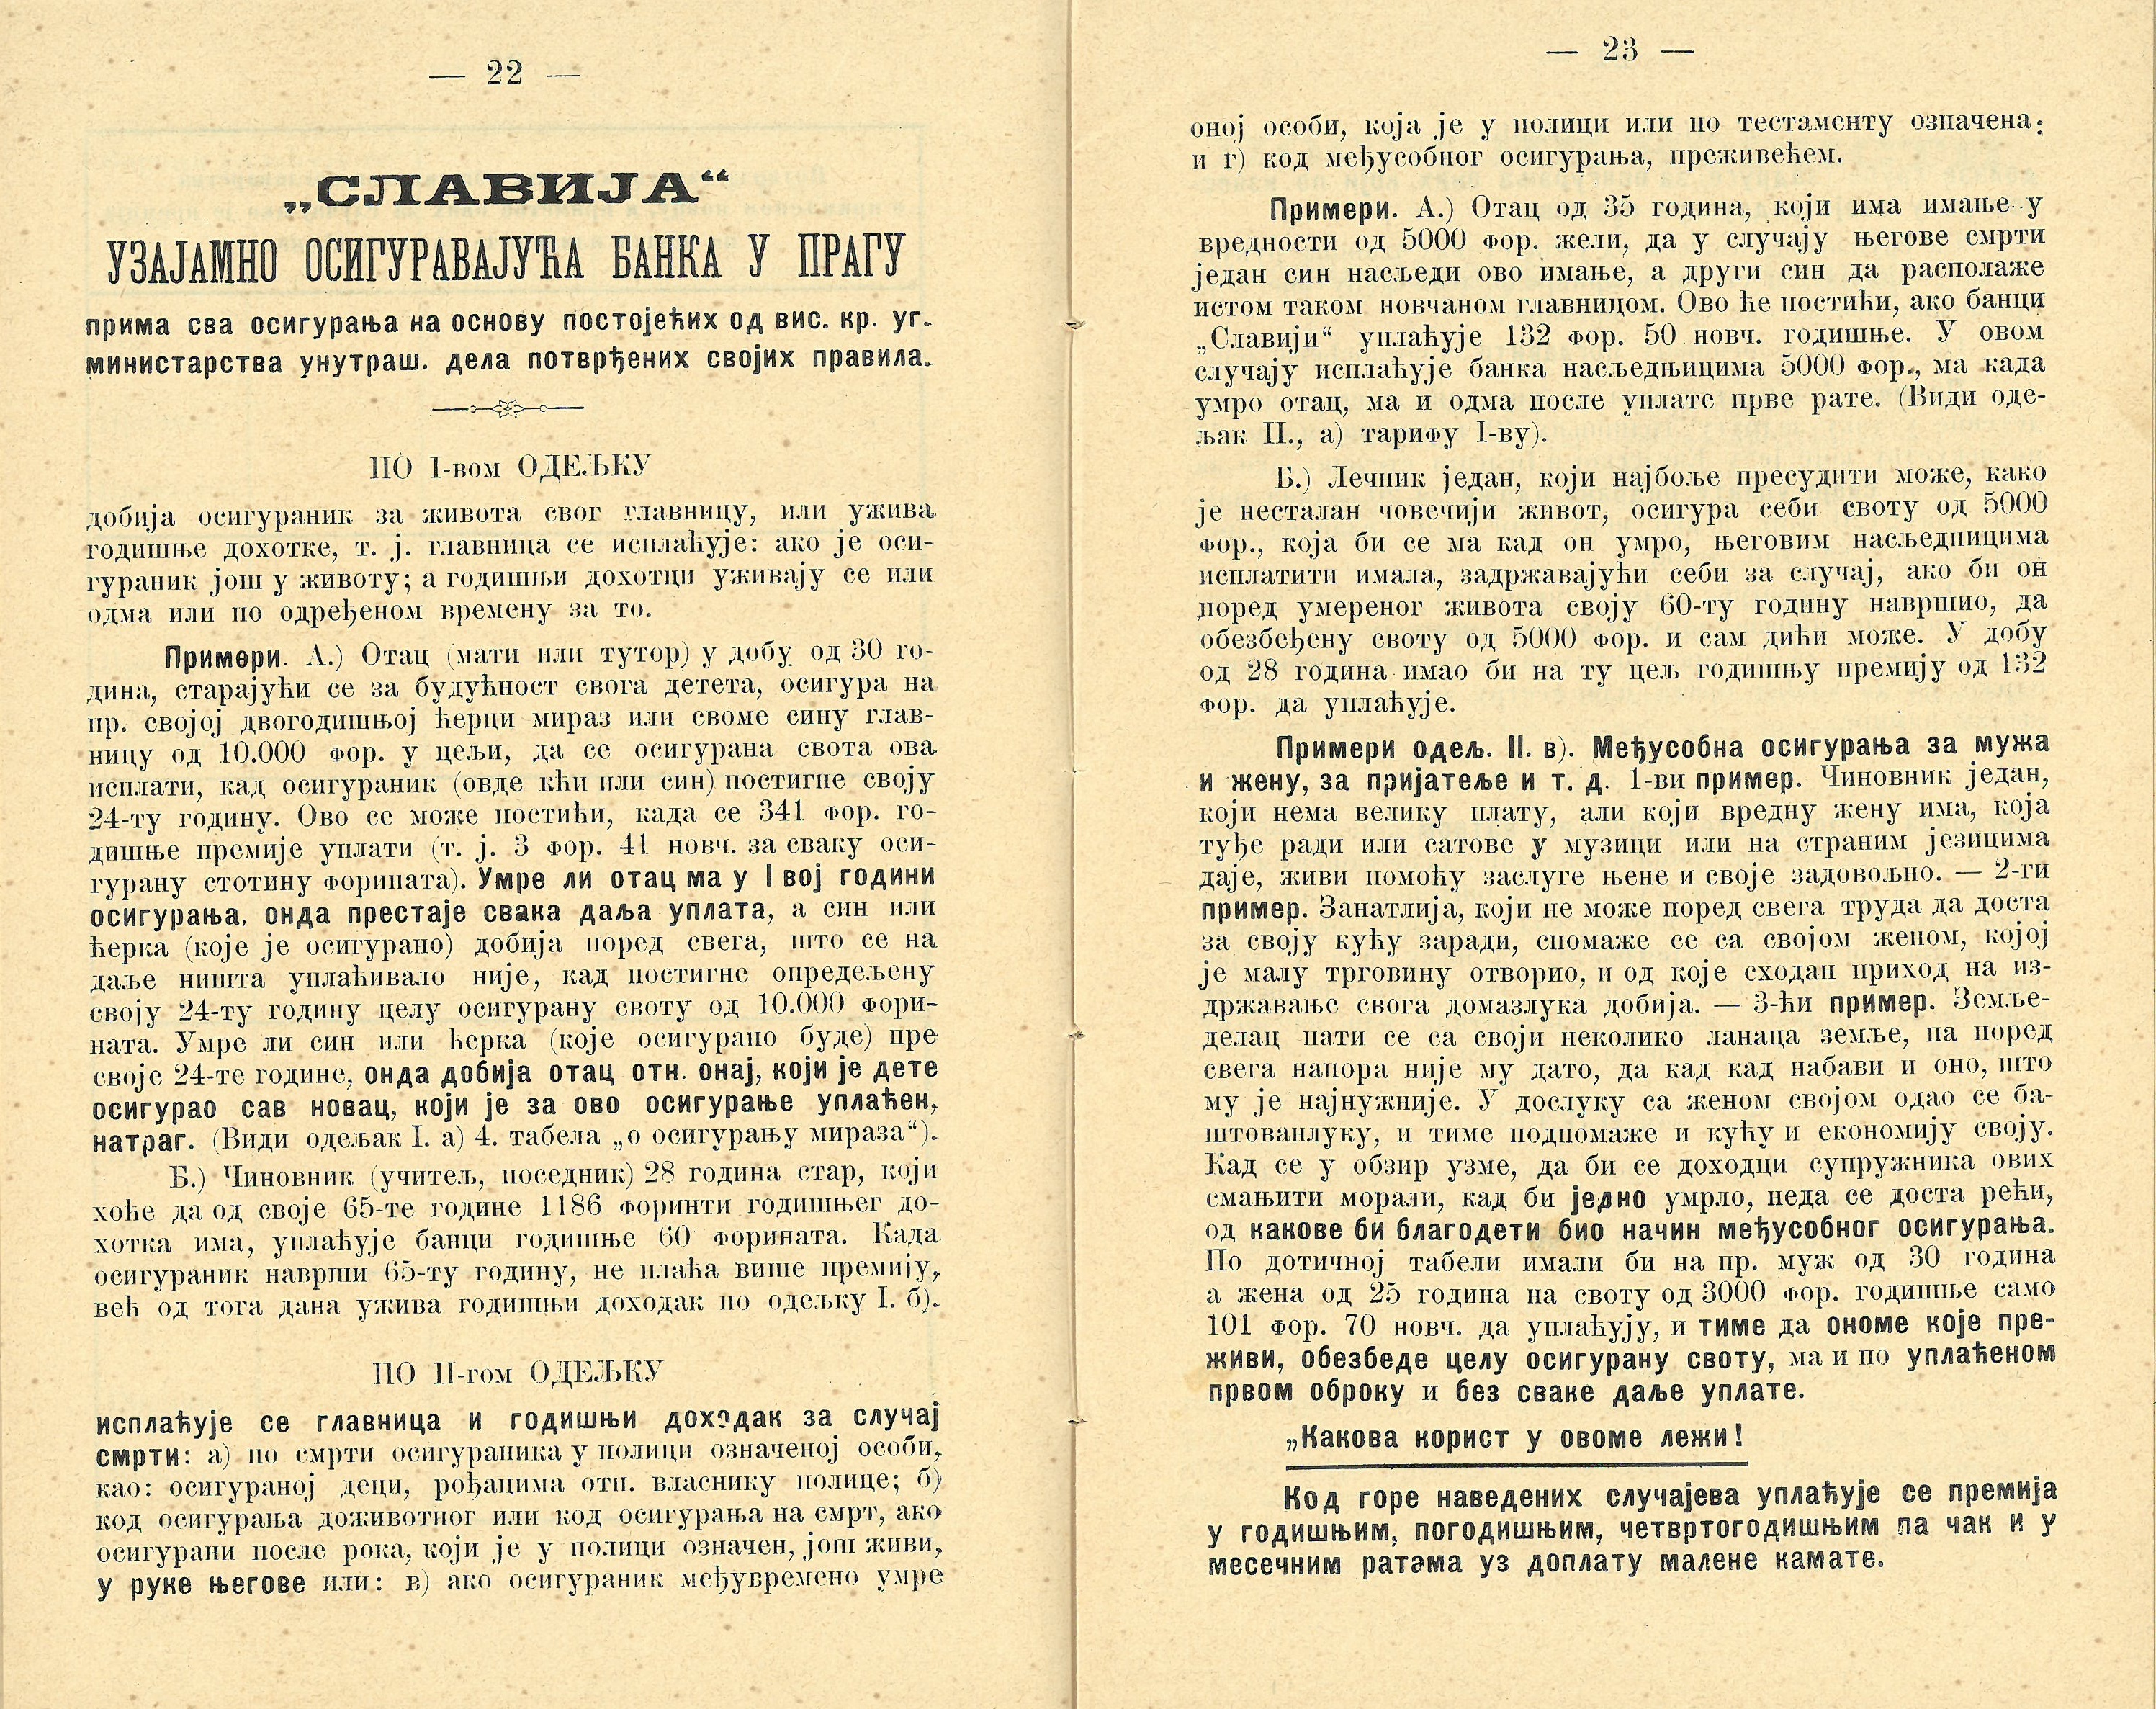 — 22 —
„СЛАВИЈА“
УЗАЈАМНО ОСИГУРАВАЈУЋА БАНКА У ПРАГУ
прима сва осигурања на основу постојећих од вис. кр. уг.
министарства унутраш. дела потврђених својих правила.
ПО I-вом ОДЕЉКУ
добија осигураник за живота свог главницу, или ужива
годишње дохотке, т. ј. главница се исплаћује: ако је оси-
гураник још у животу; а годишњи дохотци уживају се или
одма или по одређеном времену за то.
Примери. А.) Отац (мати или тутор) у добу од 30 го-
дина, старајући се за будућност свога детета, осигура на
пр. својој двогодишњој ћерци мираз или своме сину глав-
ницу од 10.000 фор. у цељи, да се осигурана свота ова
исплати, кад осигураник (овде кћи или син) постигне своју
24-ту годину. Ово се може постићи, када се 341 фор. го-
дишње премије уплати (т. ј. 3 фор. 41 новч. за сваку оси-
гурану стотину форината). Умре ли отац ма у I вој години
осигурања, онда престаје свака даља уплата, а син или
ћерка (које је осигурано) добија поред свега, што се на
даље ништа уплаћивало није, кад постигне опредељену
своју 24-ту годину целу осигурану своту од 10.000 фори-
ната. Умре ли син или ћерка (које осигурано буде) пре
своје 24-те године, онда добија отац отн. онај, који је дете
осигурао сав новац, који је за ово осигурање уплаћен,
натраг. (Види одељак I. а) 4. табела „о осигурању мираза“).
Б.) Чиновник (учитељ, поседник) 28 година стар, који
хоће да од своје 65-те године 1186 форинти годишњег до-
хотка има, уплаћује банци годишње 60 форината. Када
осигураник наврши 65-ту годину, не плаћа више премију,
већ од тога дана ужива годишњи доходак по одељку I. б).
ПО II-гом ОДЕЉКУ
исплаћује се главница и годишњи доходак за случај
смрти: а) по смрти осигураника у полици означеној особи,
као: осигураној деци, рођацима отн. власнику полице; б)
код осигурања доживотног или код осигурања на смрт, ако
осигурани после рока, који је у полици означен, још живи,
у руке његове или: в) ако осигураник међувремено умре
— 23 —
оној особи, која је у полици или по тестаменту означена;
и г) код међусобног осигурања, преживећем.
Примери. А.) Отац од 35 година, који има имање у
вредности од 5000 фор. жели, да у случају његове смрти
један син насљеди ово имање, а други син да располаже
истом таком новчаном главницом. Ово ће постићи, ако банци
„Славији“ уплаћује 132 фор. 50 новч. годишње. У овом
случају исплаћује банка насљедњицима 5000 фор., ма када
умро отац, ма и одма после уплате прве рате. (Види оде-
љак II., а) тарифу I-ву).
Б.) Лечник један, који најбоље пресудити може, како
је несталан човечији живот, осигура себи своту од 5000
фор., која би се ма кад он умро, његовим насљедницима
исплатити имала, задржавајући себи за случај, ако би он
поред умереног живота своју 60-ту годину навршио, да
обезбеђену своту од 5000 фор. и сам дићи може. У добу
од 28 година имао би на ту цељ годишњу премију од 132
фор. да уплаћује.
Примери одељ. II. в). Међусобна осигурања за мужа
и жену, за пријатеље и т. д. 1-ви пример. Чиновник један,
који нема велику плату, али који вредну жену има, која
туђе ради или сатове у музици или на страним језицима
даје, живи помоћу заслуге њене и своје задовољно. — 2-ги
пример. Занатлија, који не може поред свега труда да доста
за своју кућу заради, спомаже се са својом женом, којој
је малу трговину отворио, и од које сходан приход на из-
државање свога домазлука добија. — 3-ћи пример. Земље-
делац пати се са своји неколико ланаца земље, па поред
свега напора није му дато, да кад кад набави и оно, што
му је најнужније. У дослуку са женом својом одао се ба-
штованлуку, и тиме подпомаже и кућу и економију своју.
Кад се у обзир узме, да би се доходци супружника ових
смањити морали, кад би једно умрло, неда се доста рећи,
од какове би благодети био начин међусобног осигурања.
По дотичној табели имали би на пр. муж од 30 година
а жена од 25 година на своту од 3000 фор. годишње само
101 фор. 70 новч. да уплаћују, и тиме да ономе које пре-
живи, обезбеде целу осигурану своту, ма и по уплаћеном
првом оброку и без сваке даље уплате.
„Какова корист у овоме лежи!
Код горе наведених случајева уплаћује се премија
у годишњим, погодишњим, четвртогодишњим па чак и у
месечним ратама уз доплату малене камате.